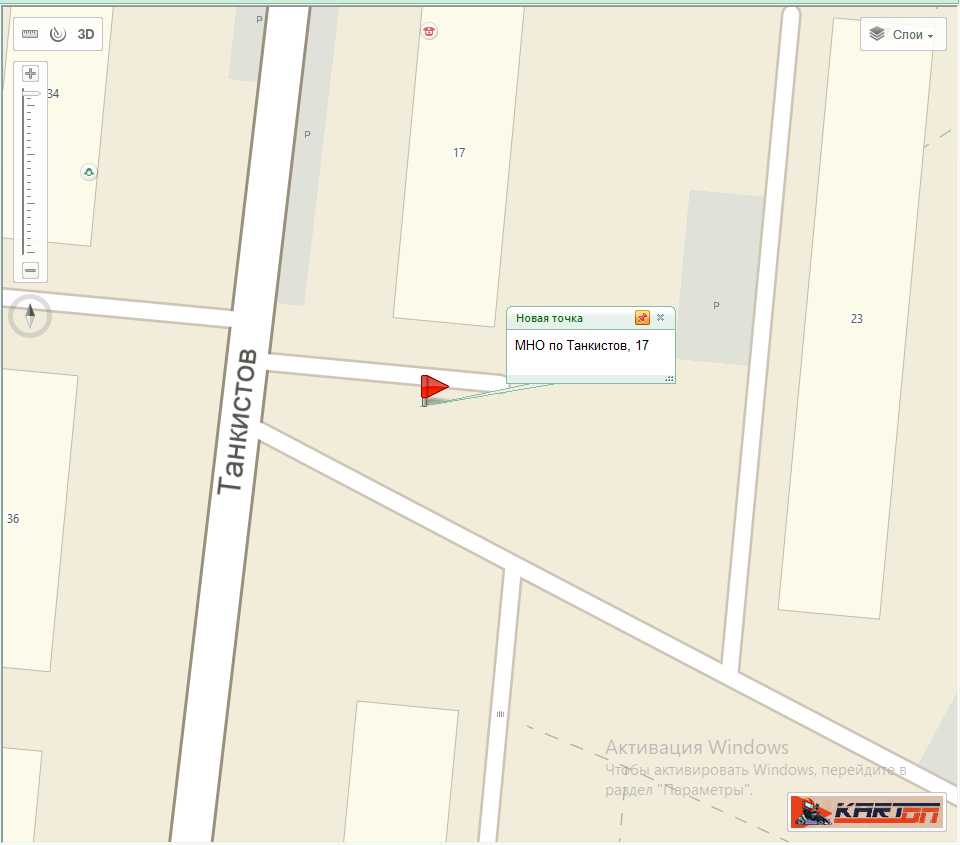 3D
Слои
P
34
P
17
23
P
Новая точка
МНО по Танкистов, 17
Танкистов
36
Активация Windows
Чтобы активировать Windows, перейдите в
раздел "Параметры".
KARTON